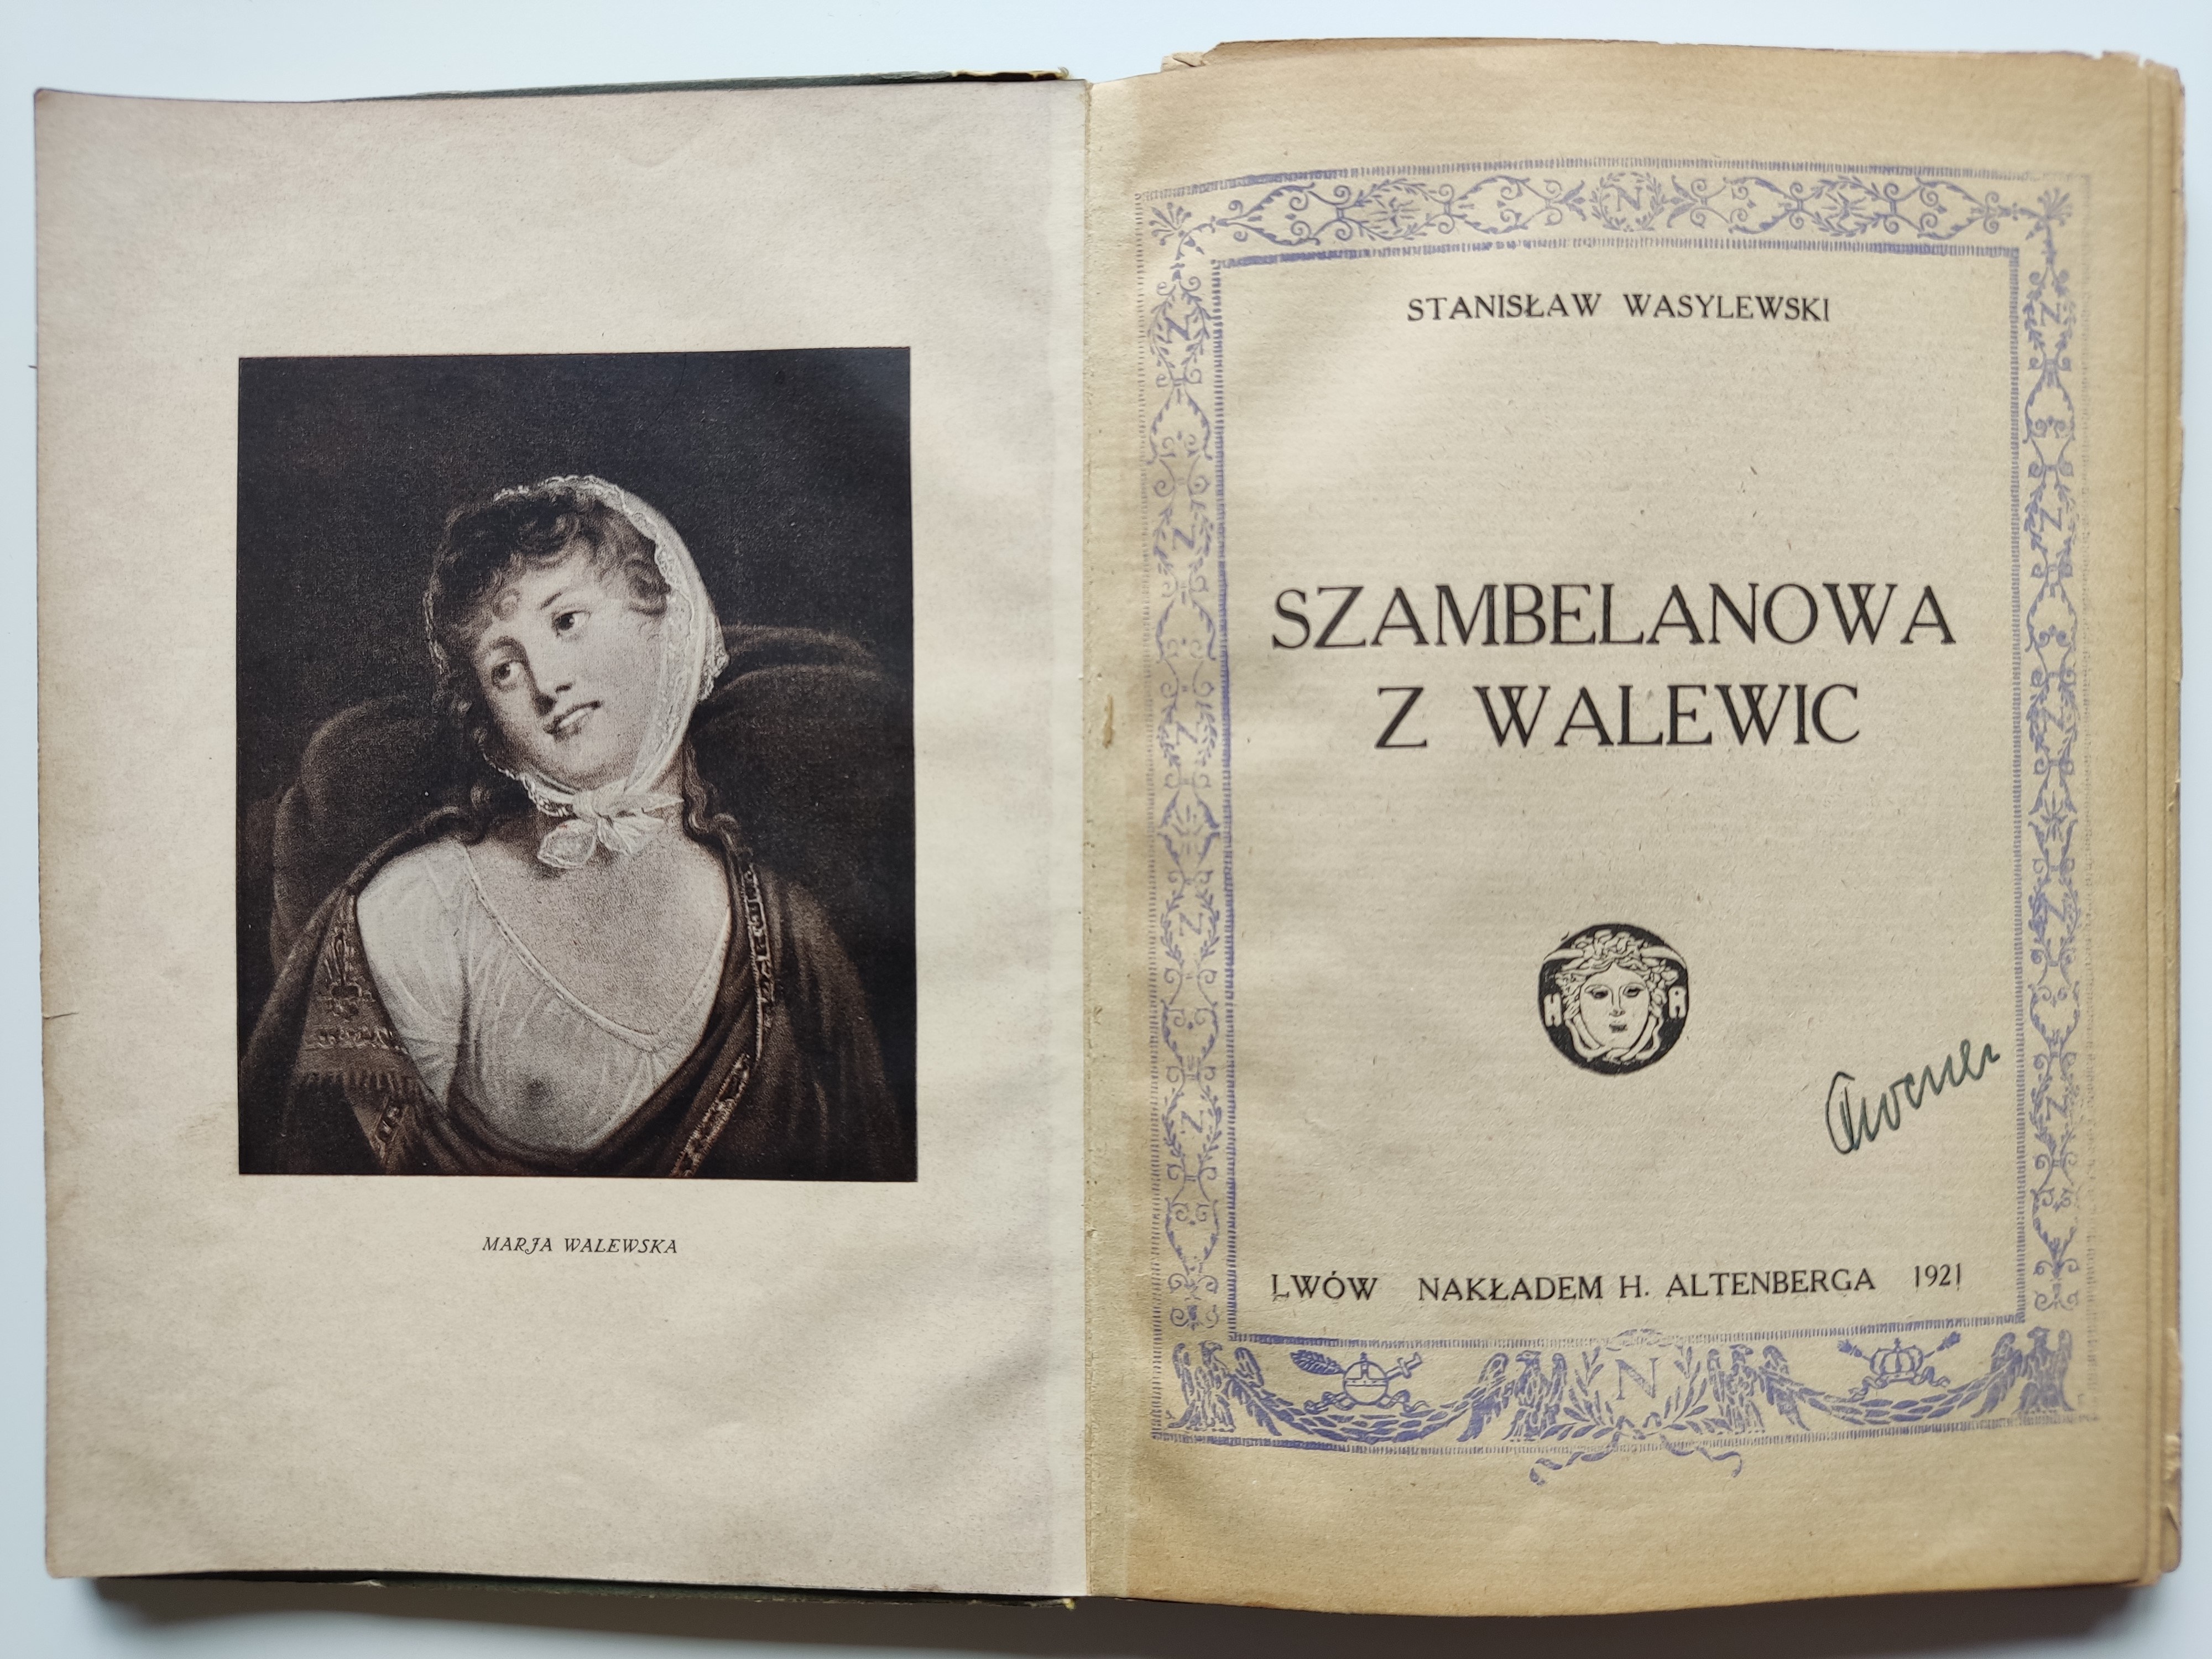 MARJA WALEWSKA
STANISŁAW WASYLEWSKI
SZAMBELANOWA
Z WALEWIC
H A
LWÓW NAKŁADEM H. ALTENBERGA 1921
N